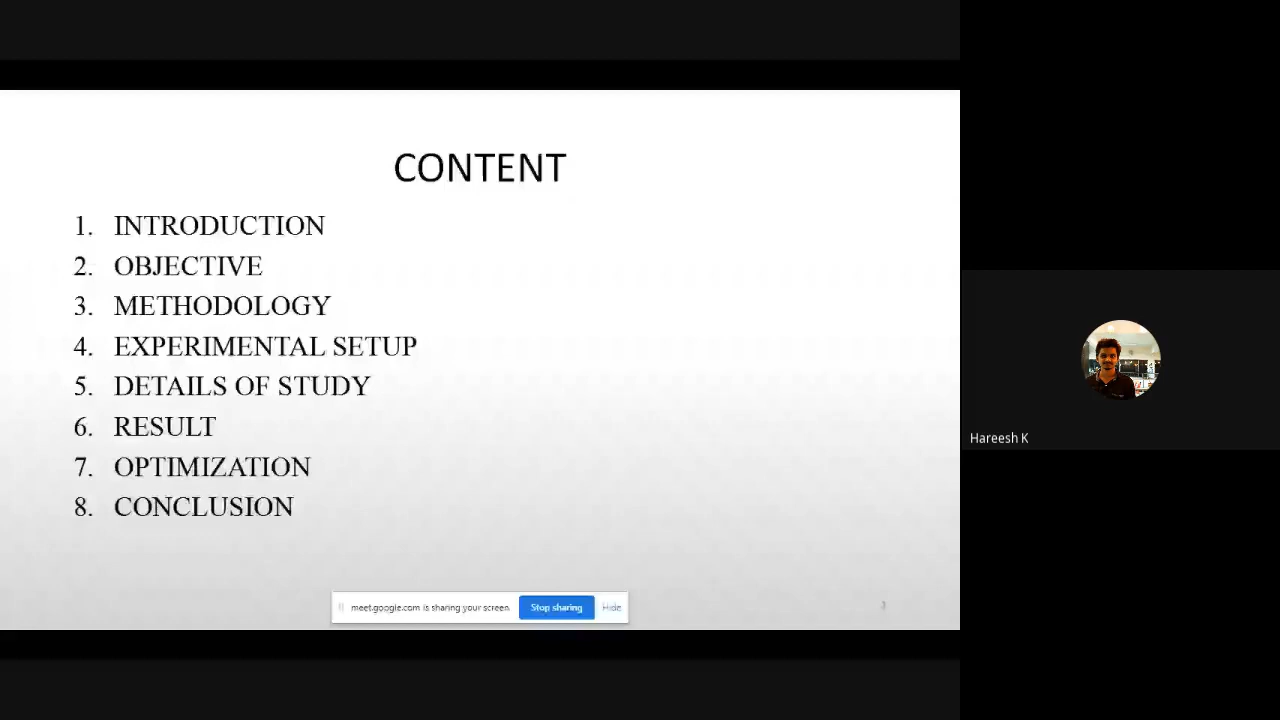 CONTENT
1. INTRODUCTION
2. OBJECTIVE
3. METHODOLOGY
4. EXPERIMENTAL SETUP
5. DETAILS OF STUDY
6. RESULT
7. OPTIMIZATION
8. CONCLUSION
meet.google.com is sharing your screen. Stop sharing Hide
Hareesh K